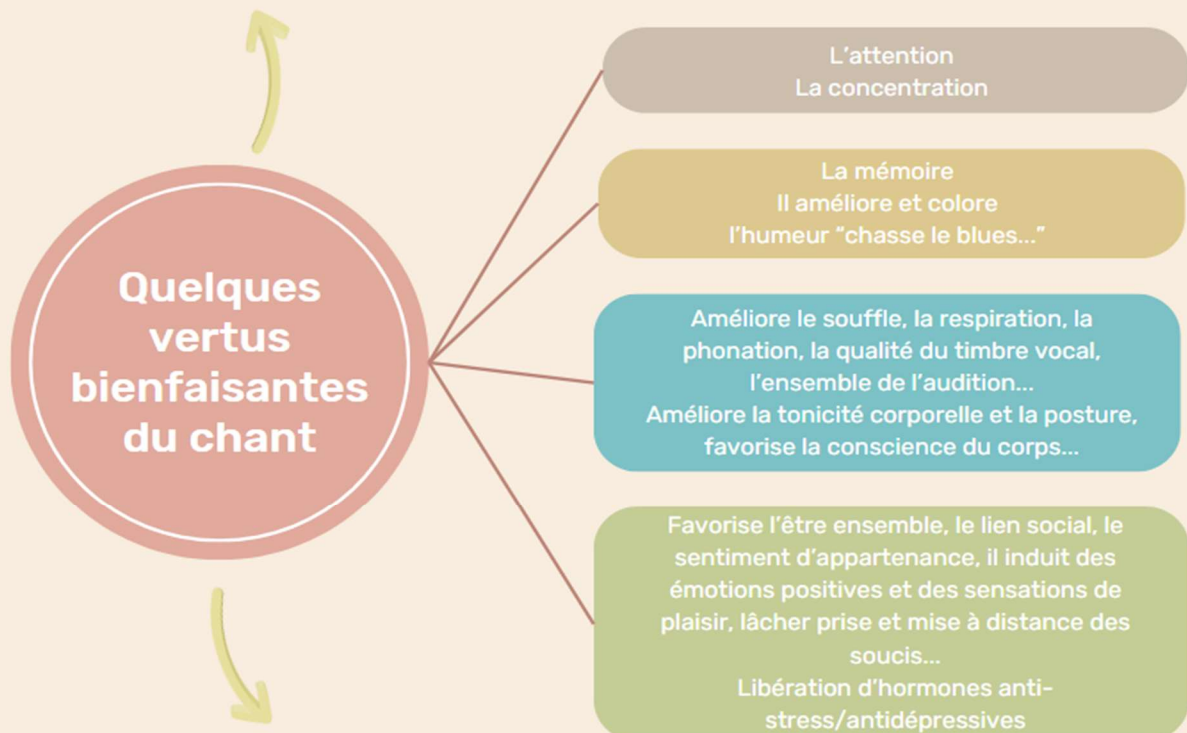 Quelques
vertus
bienfaisantes
du chant
L'attention
La concentration
La mémoire
Il améliore et colore
l'humeur "chasse le blues..."
Améliore le souffle, la respiration, la
phonation, la qualité du timbre vocal,
l'ensemble de l'audition...
Améliore la tonicité corporelle et la posture,
favorise la conscience du corps...
Favorise l'être ensemble, le lien social, le
sentiment d'appartenance, il induit des
émotions positives et des sensations de
plaisir, lâcher prise et mise à distance des
soucis...
Libération d'hormones anti-
stress/antidépressives